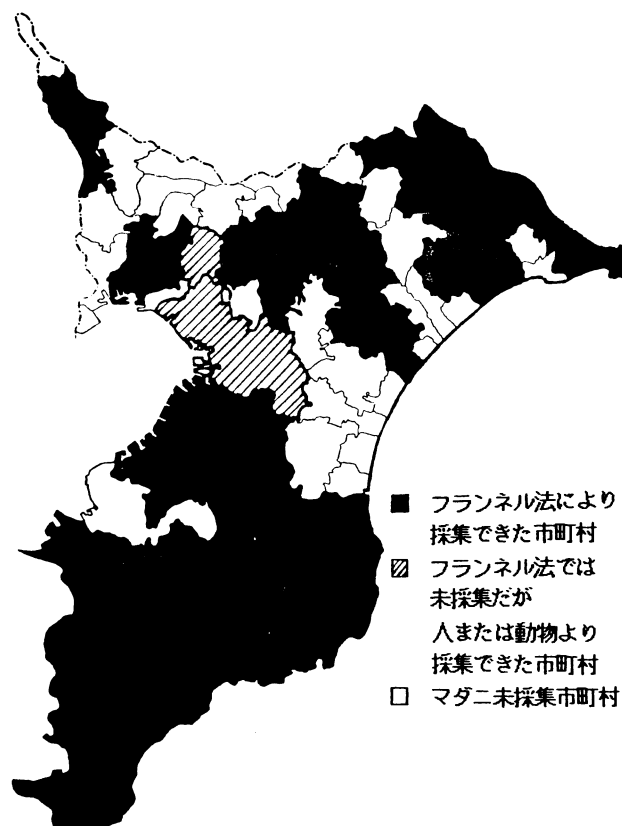 フランネル法により
採集できた市町村
フランネル法では
未採集だが
人または動物より
採集できた市町村
マダニ未採集市町村